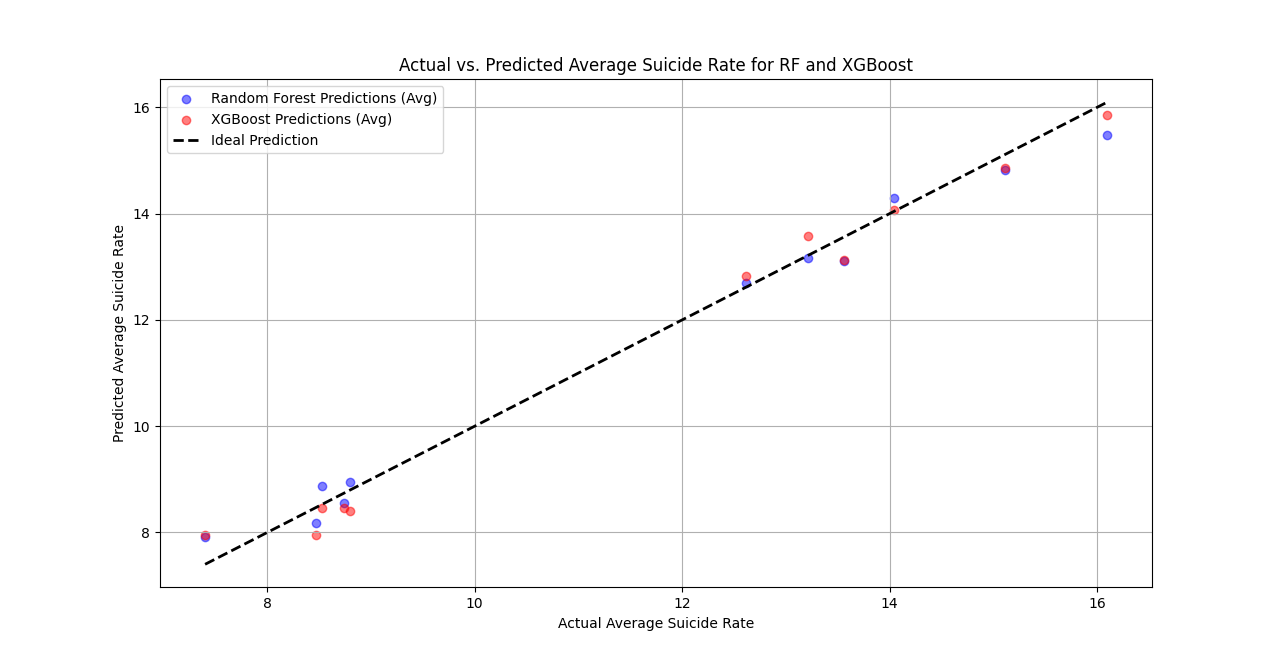 Actual vs. Predicted Average Suicide Rate for RF and XGBoost
Random Forest Predictions (Avg)
XGBoost Predictions (Avg)
Ideal Prediction
Predicted Average Suicide Rate
16
14
12
10
8
8
10
12
14
16
Actual Average Suicide Rate